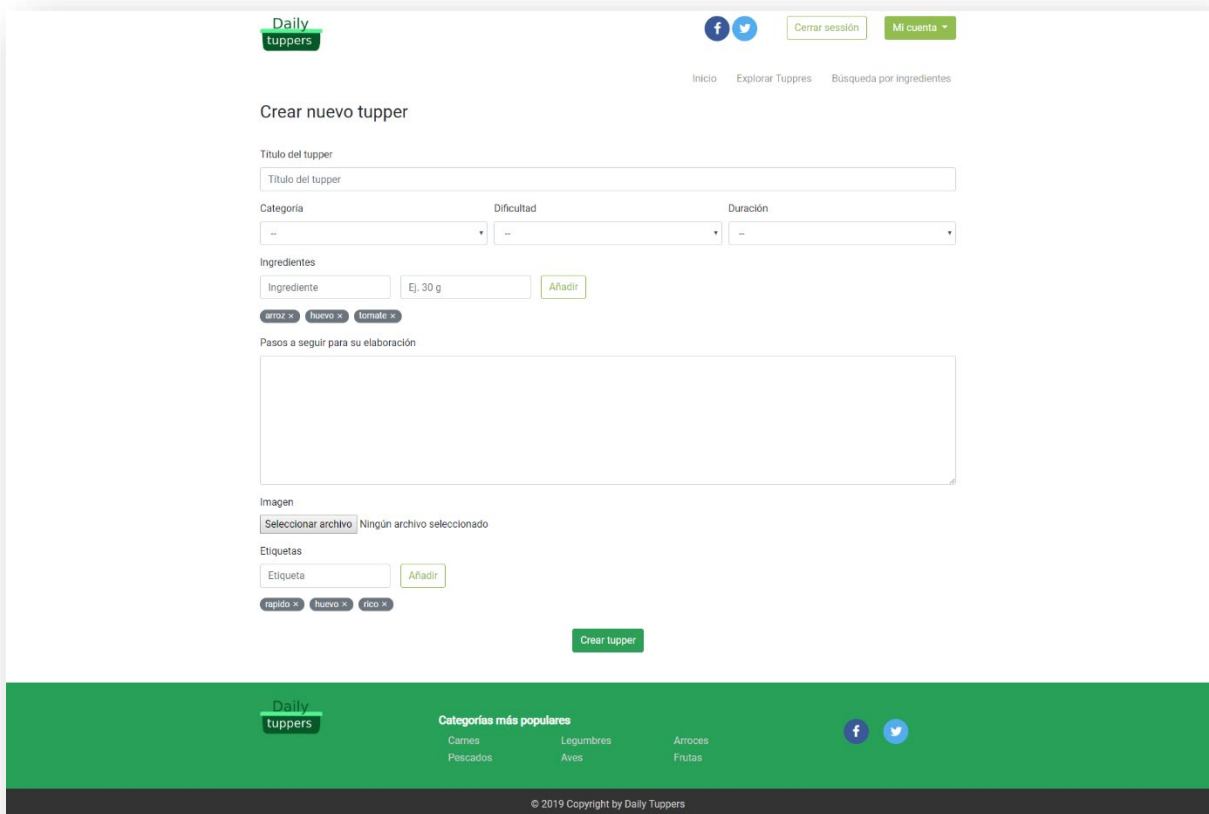 Daily
tuppers
Cerrar sessión
Mi cuenta
Inicio Explorar Tuppres Búsqueda por ingredientes
Crear nuevo tupper
Título del tupper
Título del tupper
Categoría Dificultad Duración
-- -- --
Ingredientes
Ingrediente Ej. 30 g Añadir
arroz × huevo × tomate ×
Pasos a seguir para su elaboración
Imagen
Seleccionar archivo Ningún archivo seleccionado
Etiquetas
Etiqueta Añadir
rapido × huevo × rico ×
Crear tupper
Daily
tuppers
Categorías más populares
Carnes Legumbres Arroces
Pescados Aves Frutas
© 2019 Copyright by Daily Tuppers